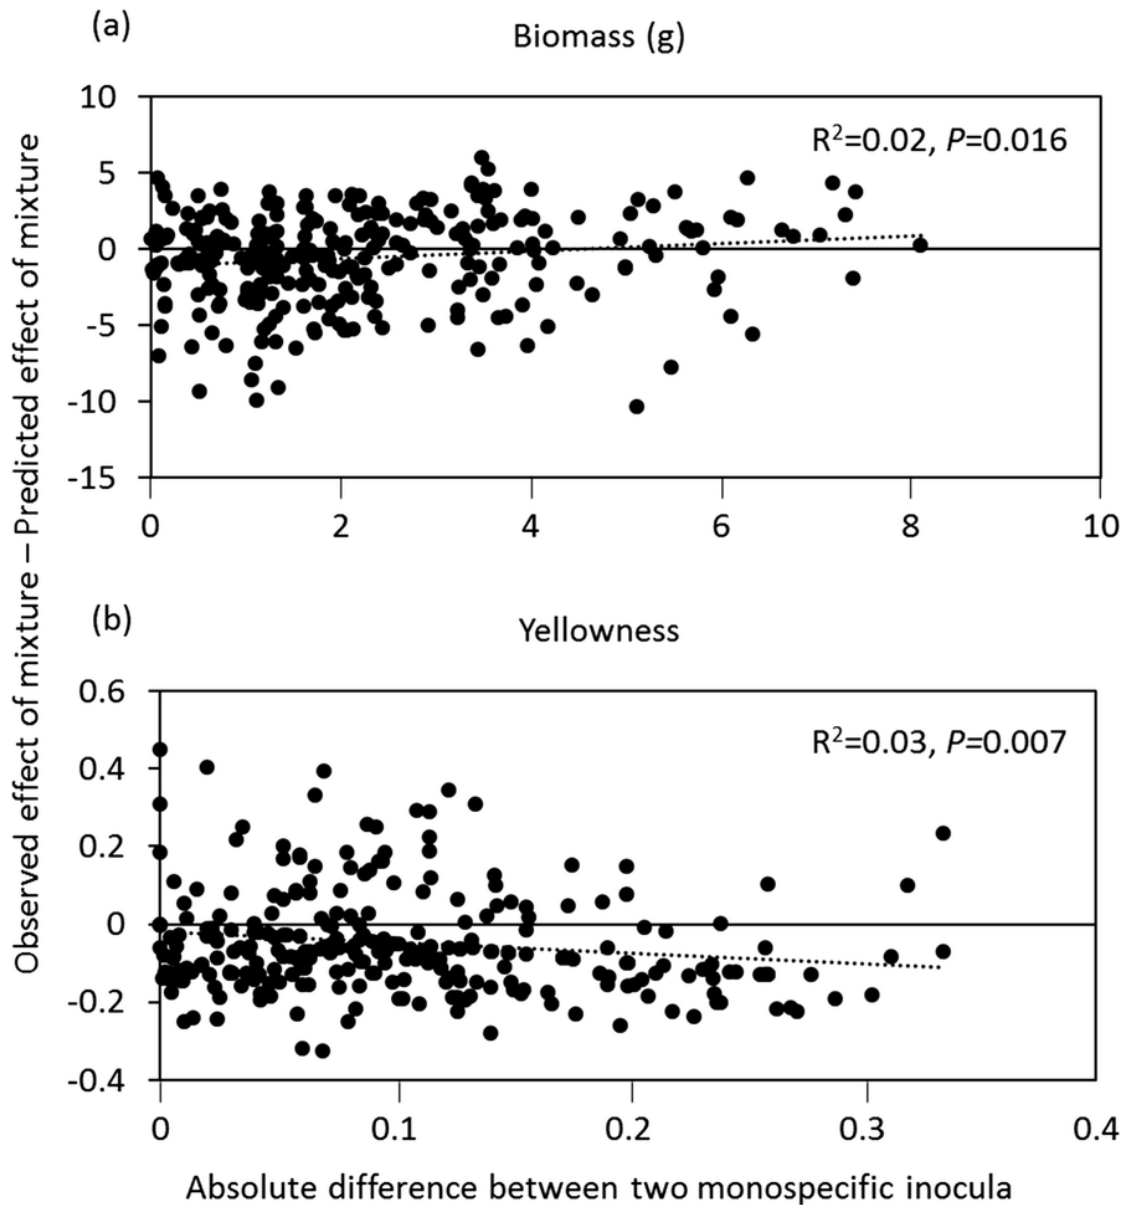 (a)
Biomass (g)
Observed effect of mixture – Predicted effect of mixture
10
5
0
-5
-10
-15
R²=0.02, P=0.016
0 2 4 6 8 10
(b)
Yellowness
0.6
0.4
0.2
0
-0.2
-0.4
R²=0.03, P=0.007
0 0.1 0.2 0.3 0.4
Absolute difference between two monospecific inocula